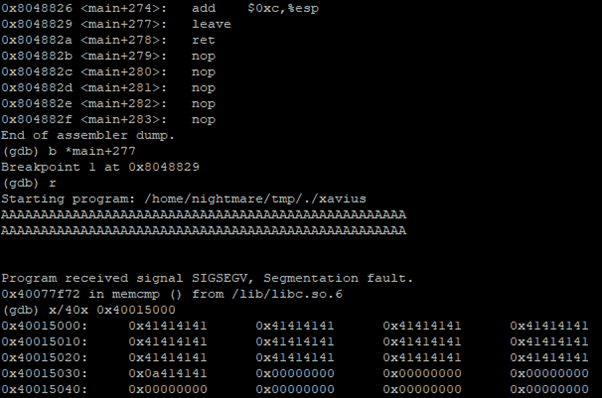 0x8048826 <main+274>:   add    $0xc,%esp
0x8048829 <main+277>:   leave
0x804882a <main+278>:   ret
0x804882b <main+279>:   nop
0x804882c <main+280>:   nop
0x804882d <main+281>:   nop
0x804882e <main+282>:   nop
0x804882f <main+283>:   nop
End of assembler dump.
(gdb) b *main+277
Breakpoint 1 at 0x8048829
(gdb) r
Starting program: /home/nightmare/tmp/./xavius
AAAAAAAAAAAAAAAAAAAAAAAAAAAAAAAAAAAAAAAAAAAAAAAAAAA
AAAAAAAAAAAAAAAAAAAAAAAAAAAAAAAAAAAAAAAAAAAAAAAAAAA
Program received signal SIGSEGV, Segmentation fault.
0x40077f72 in memcmp () from /lib/libc.so.6
(gdb) x/40x 0x40015000
0x40015000:     0x41414141      0x41414141      0x41414141      0x41414141
0x40015010:     0x41414141      0x41414141      0x41414141      0x41414141
0x40015020:     0x41414141      0x41414141      0x41414141      0x41414141
0x40015030:     0x0a414141      0x00000000      0x00000000      0x00000000
0x40015040:     0x00000000      0x00000000      0x00000000      0x00000000